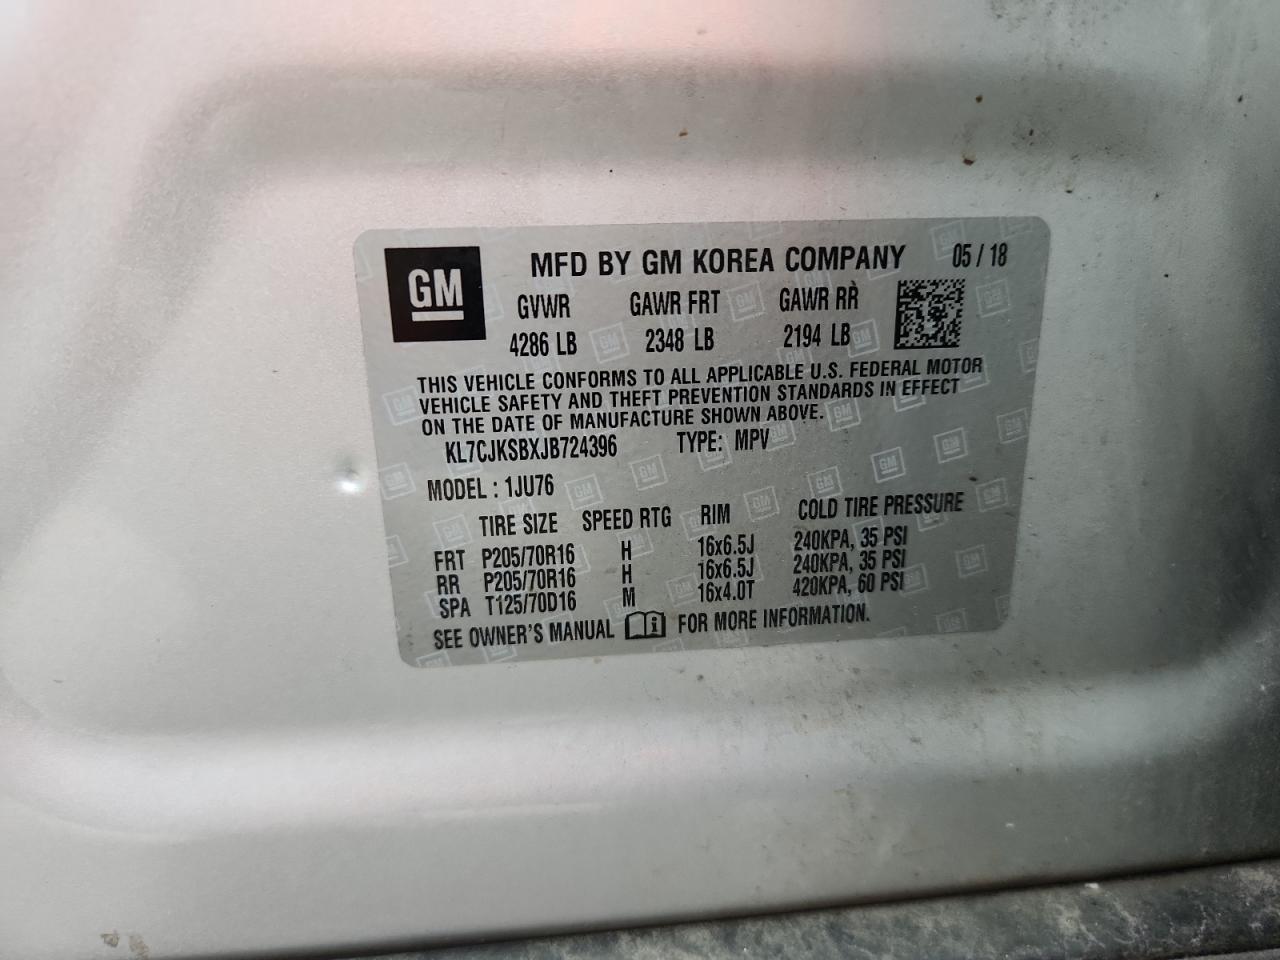 GM MFD BY GM KOREA COMPANY 05 / 18
GVWR GAWR FRT GAWR RR
4286 LB 2348 LB 2194 LB
THIS VEHICLE CONFORMS TO ALL APPLICABLE U.S. FEDERAL MOTOR
VEHICLE SAFETY AND THEFT PREVENTION STANDARDS IN EFFECT
ON THE DATE OF MANUFACTURE SHOWN ABOVE.
KL7CJKSBXJB724396 TYPE: MPV
MODEL : 1JU76
TIRE SIZE SPEED RTG RIM COLD TIRE PRESSURE
FRT P205/70R16 H 16x6.5J 240KPA, 35 PSI
RR P205/70R16 H 16x6.5J 240KPA, 35 PSI
SPA T125/70D16 M 16x4.0T 420KPA, 60 PSI
SEE OWNER'S MANUAL i FOR MORE INFORMATION.